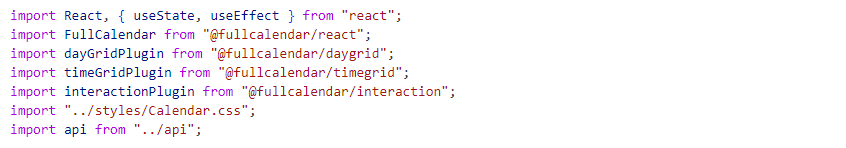 import React, { useState, useEffect } from "react";
import FullCalendar from "@fullcalendar/react";
import dayGridPlugin from "@fullcalendar/daygrid";
import timeGridPlugin from "@fullcalendar/timegrid";
import interactionPlugin from "@fullcalendar/interaction";
import "../styles/Calendar.css";
import api from "../api";